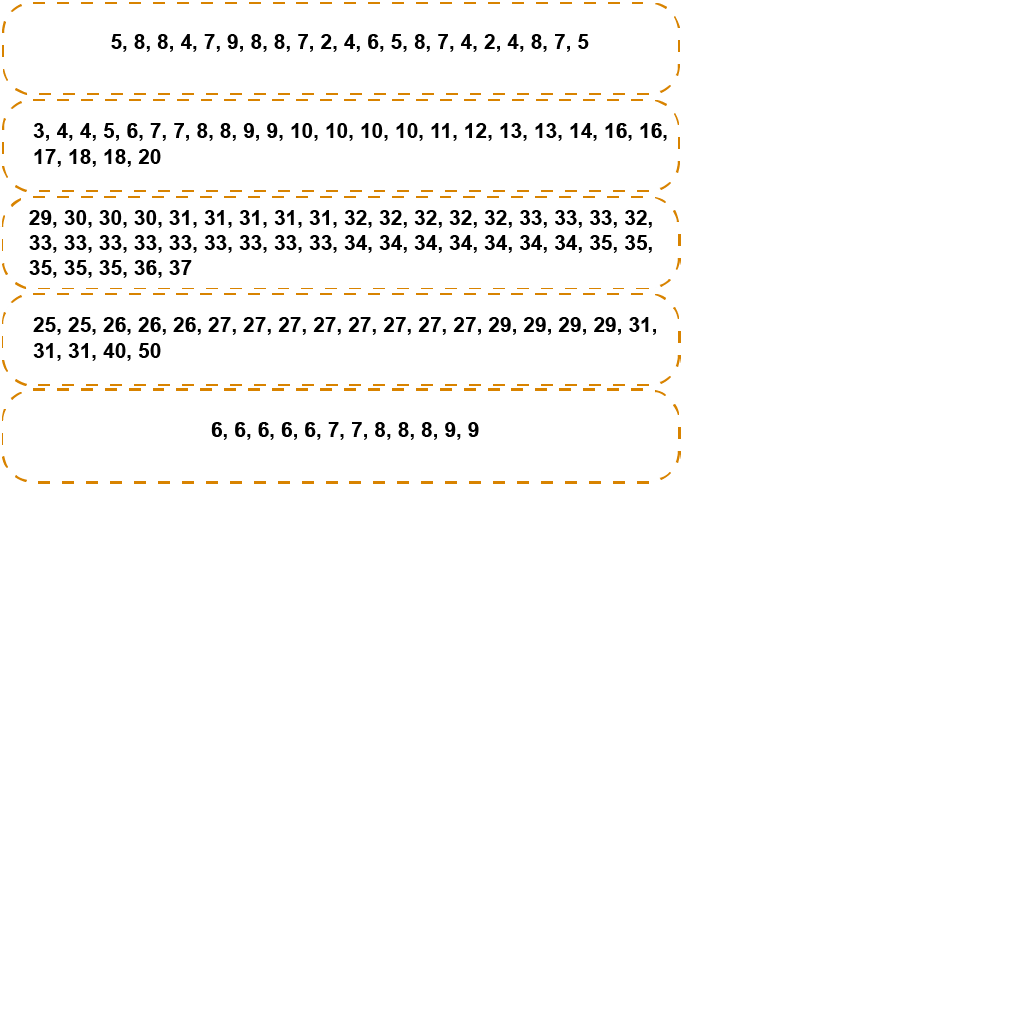 5, 8, 8, 4, 7, 9, 8, 8, 7, 2, 4, 6, 5, 8, 7, 4, 2, 4, 8, 7, 5
3, 4, 4, 5, 6, 7, 7, 8, 8, 9, 9, 10, 10, 10, 10, 11, 12, 13, 13, 14, 16, 16,
17, 18, 18, 20
29, 30, 30, 30, 31, 31, 31, 31, 31, 32, 32, 32, 32, 32, 33, 33, 33, 32,
33, 33, 33, 33, 33, 33, 33, 33, 33, 34, 34, 34, 34, 34, 34, 34, 35, 35,
35, 35, 35, 36, 37
25, 25, 26, 26, 26, 27, 27, 27, 27, 27, 27, 27, 27, 29, 29, 29, 29, 31,
31, 31, 40, 50
6, 6, 6, 6, 6, 7, 7, 8, 8, 8, 9, 9